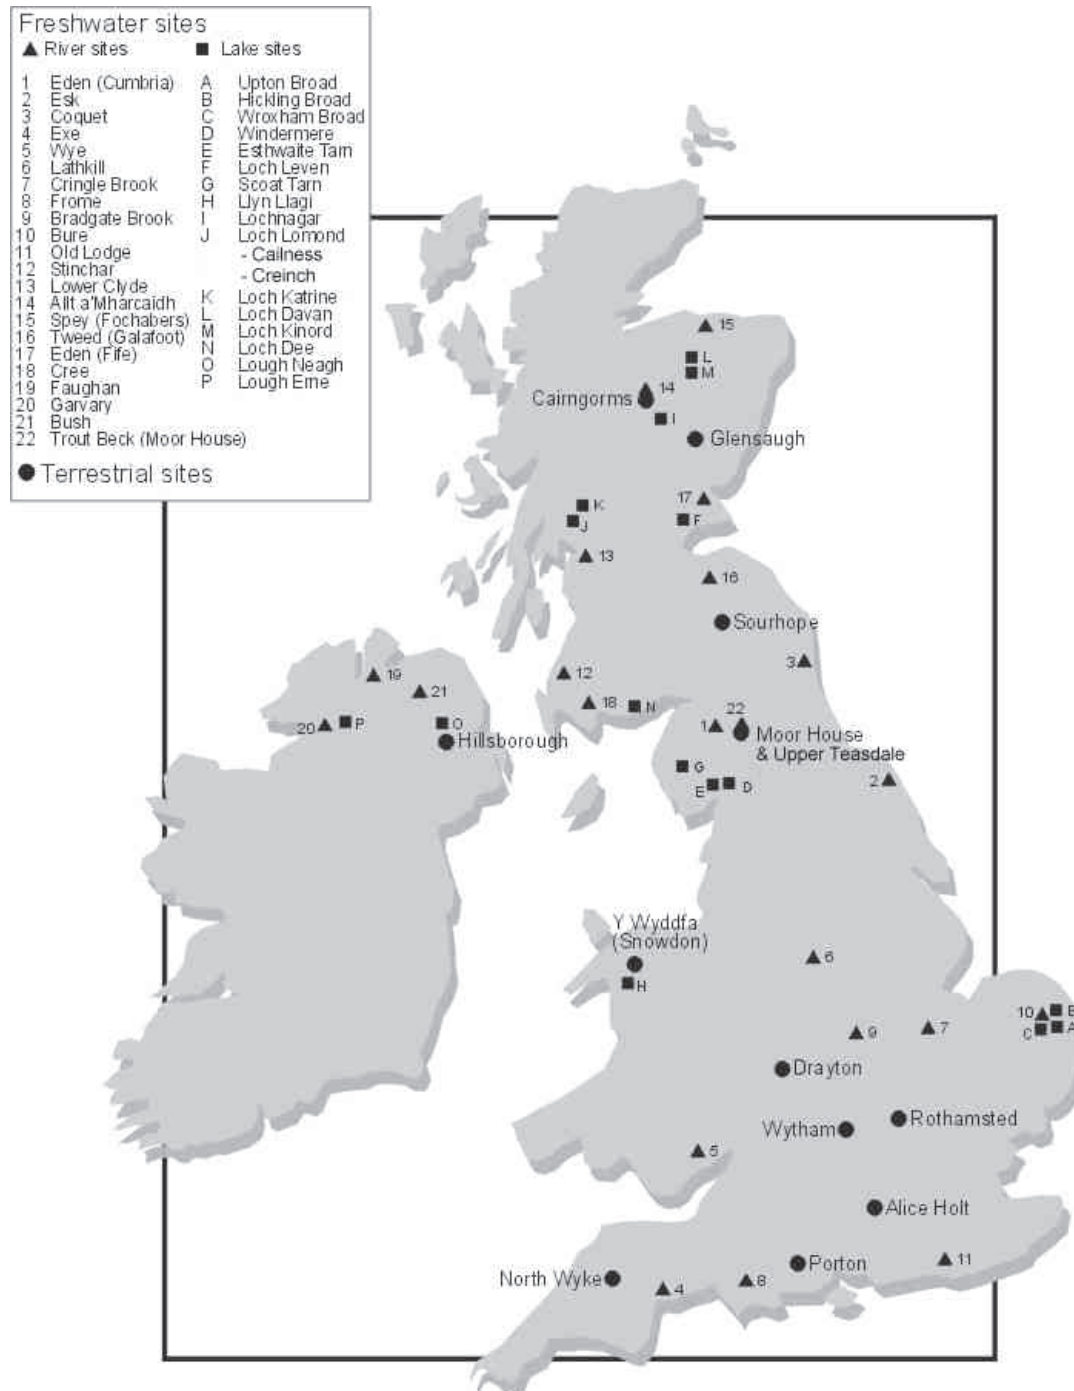 Freshwater sites
▲ River sites ■ Lake sites
1 Eden (Cumbria) A Upton Broad
2 Esk B Hickling Broad
3 Coquet C Wroxham Broad
4 Exe D Windermere
5 Wye E Esthwaite Tarn
6 Lathkill F Loch Leven
7 Cringle Brook G Scoat Tarn
8 Frome H Llyn Llagi
9 Bradgate Brook I Lochnagar
10 Bure J Loch Lomond
11 Old Lodge - Cailness
12 Stinchar - Creinch
13 Lower Clyde
14 Allt a'Mharcaidh K Loch Katrine
15 Spey (Fochabers) L Loch Davan
16 Tweed (Galafoot) M Loch Kinord
17 Eden (Fife) N Loch Dee
18 Cree O Lough Neagh
19 Faughan P Lough Erne
20 Garvary
21 Bush
22 Trout Beck (Moor House)
● Terrestrial sites
15
L
M
14
Cairngorms
I
Glensaugh
17
K
F
J
13
16
Sourhope
3
19
12
21
18
N
22
20
P
O
1
Hillsborough
Moor House
& Upper Teasdale
G
2
E
D
Y Wyddfa
(Snowdon)
6
H
10
B
C
A
9
7
Drayton
Rothamsted
Wytham
5
Alice Holt
Porton
11
North Wyke
8
4